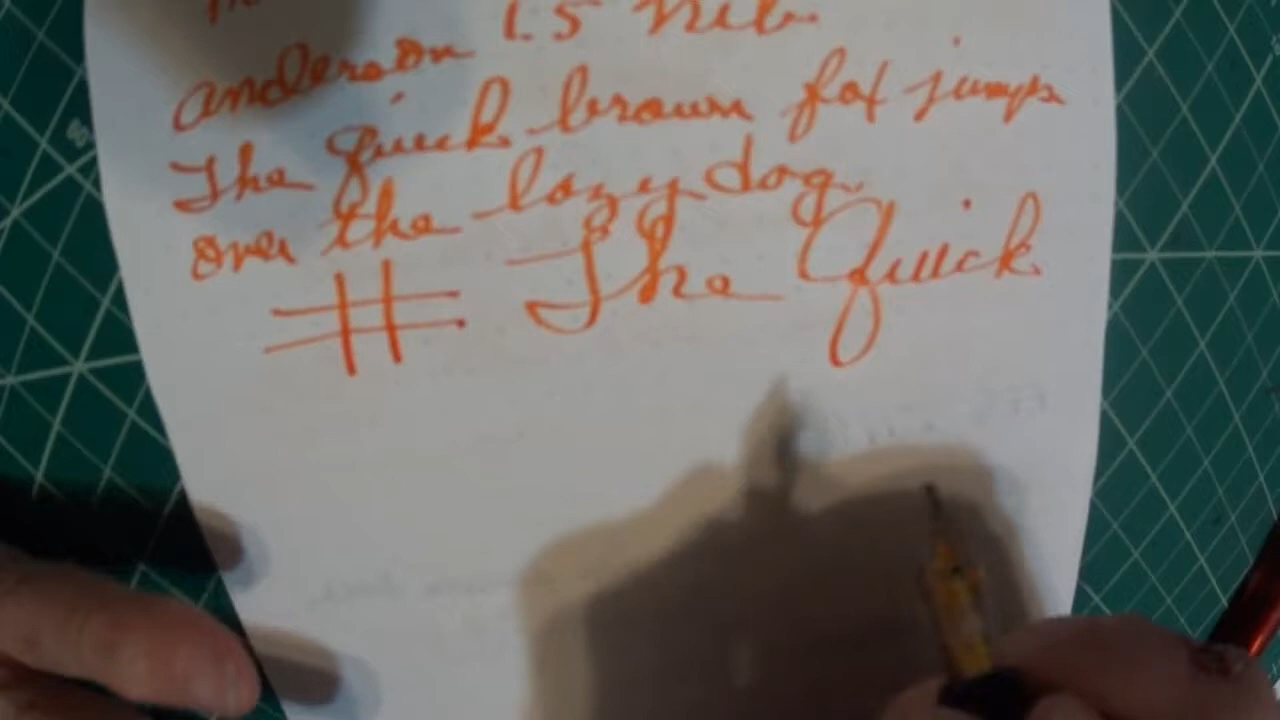 1.5 Nib
anderson
The quick brown fox jumps
over the lazy dog.
# The Quick